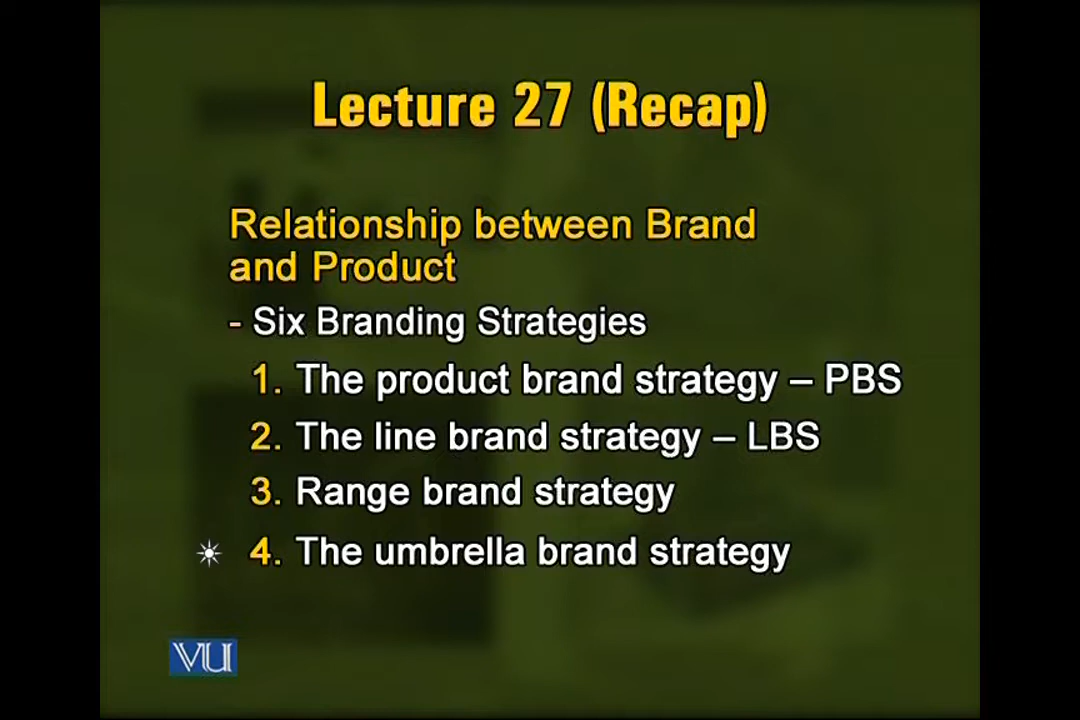 Lecture 27 (Recap)
Relationship between Brand
and Product
- Six Branding Strategies
1. The product brand strategy – PBS
2. The line brand strategy – LBS
3. Range brand strategy
4. The umbrella brand strategy
VU